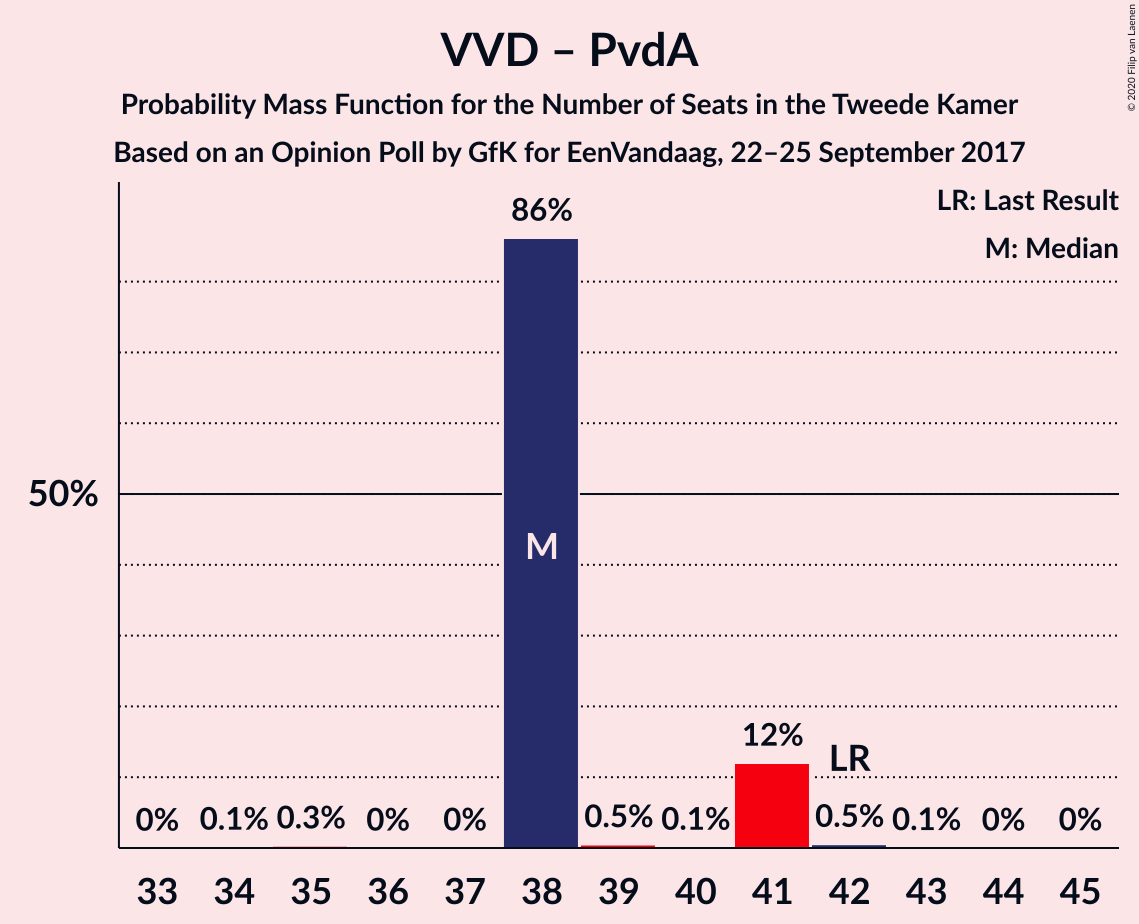 VVD – PvdA
Probability Mass Function for the Number of Seats in the Tweede Kamer
Based on an Opinion Poll by GfK for EenVandaag, 22–25 September 2017
© 2020 Filip van Laenen
LR: Last Result
M: Median
86%
50%
M
12%
LR
0% 0.1% 0.3% 0% 0% 0.5% 0.1% 0.5% 0.1% 0% 0%
33 34 35 36 37 38 39 40 41 42 43 44 45